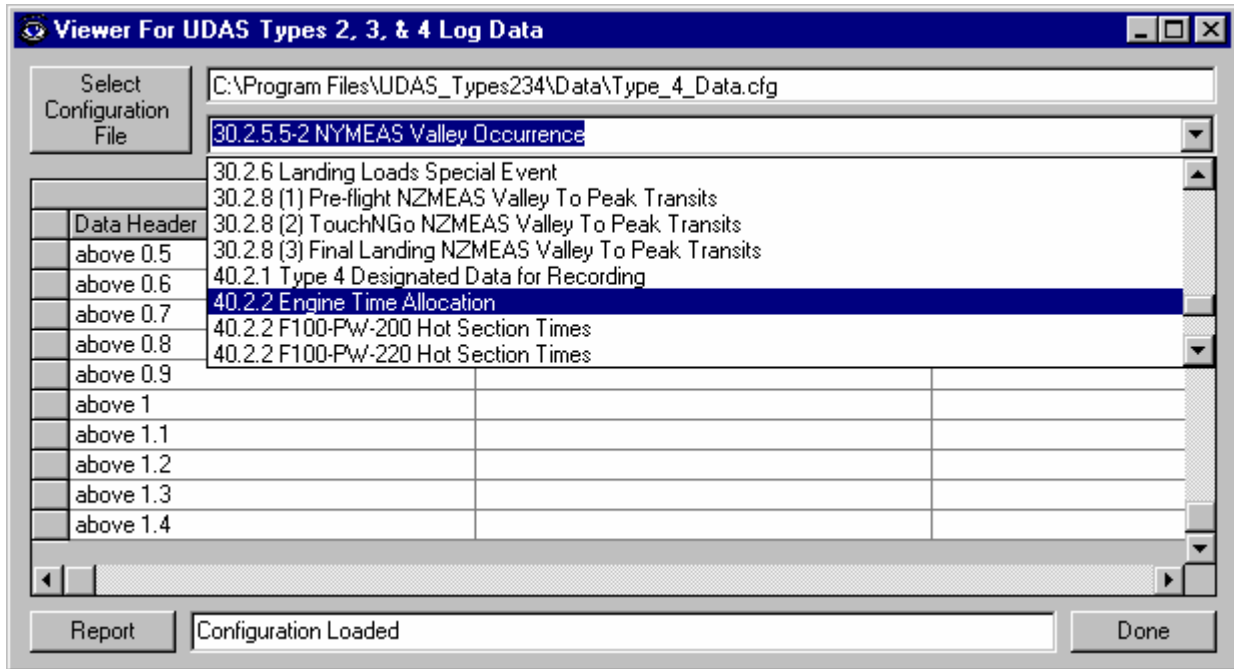 Viewer For UDAS Types 2, 3, & 4 Log Data
Select
Configuration
File
C:\Program Files\UDAS_Types234\Data\Type_4_Data.cfg
30.2.5.5-2 NYMEAS Valley Occurrence
30.2.6 Landing Loads Special Event
30.2.8 (1) Pre-flight NZMEAS Valley To Peak Transits
30.2.8 (2) TouchNGo NZMEAS Valley To Peak Transits
30.2.8 (3) Final Landing NZMEAS Valley To Peak Transits
40.2.1 Type 4 Designated Data for Recording
40.2.2 Engine Time Allocation
40.2.2 F100-PW-200 Hot Section Times
40.2.2 F100-PW-220 Hot Section Times
Data Header
above 0.5
above 0.6
above 0.7
above 0.8
above 0.9
above 1
above 1.1
above 1.2
above 1.3
above 1.4
Report
Configuration Loaded
Done